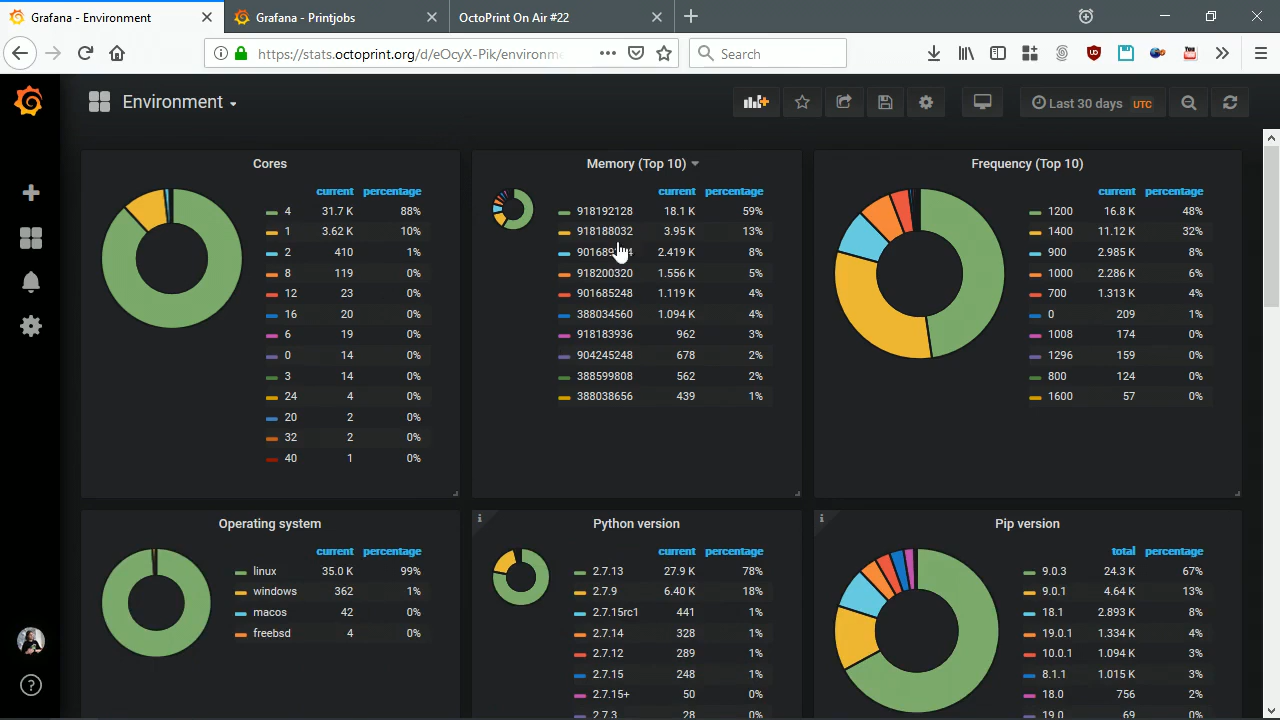 Grafana - Environment
Grafana - Printjobs
OctoPrint On Air #22
https://stats.octoprint.org/d/eOcyX-Pik/environme
Search
Environment
Last 30 days UTC
Cores
current percentage
4 31.7 K 88%
1 3.62 K 10%
2 410 1%
8 119 0%
12 23 0%
16 20 0%
6 19 0%
0 14 0%
3 14 0%
24 4 0%
20 2 0%
32 2 0%
40 1 0%
Memory (Top 10)
current percentage
918192128 18.1 K 59%
918188032 3.95 K 13%
2.419 K 8%
918200320 1.556 K 5%
901685248 1.119 K 4%
388034560 1.094 K 4%
918183936 962 3%
904245248 678 2%
388599808 562 2%
388038656 439 1%
Frequency (Top 10)
current percentage
1200 16.8 K 48%
1400 11.12 K 32%
900 2.985 K 8%
1000 2.286 K 6%
700 1.313 K 4%
0 209 1%
1008 174 0%
1296 159 0%
800 124 0%
1600 57 0%
Operating system
current percentage
linux 35.0 K 99%
windows 362 1%
macos 42 0%
freebsd 4 0%
Python version
current percentage
2.7.13 27.9 K 78%
2.7.9 6.40 K 18%
2.7.15rc1 441 1%
2.7.14 328 1%
2.7.12 289 1%
2.7.15 248 1%
2.7.15+ 50 0%
2.7.3 28 0%
Pip version
total percentage
9.0.3 24.3 K 67%
9.0.1 4.64 K 13%
18.1 2.893 K 8%
19.0.1 1.334 K 4%
10.0.1 1.094 K 3%
8.1.1 1.015 K 3%
18.0 756 2%
19.0 69 0%